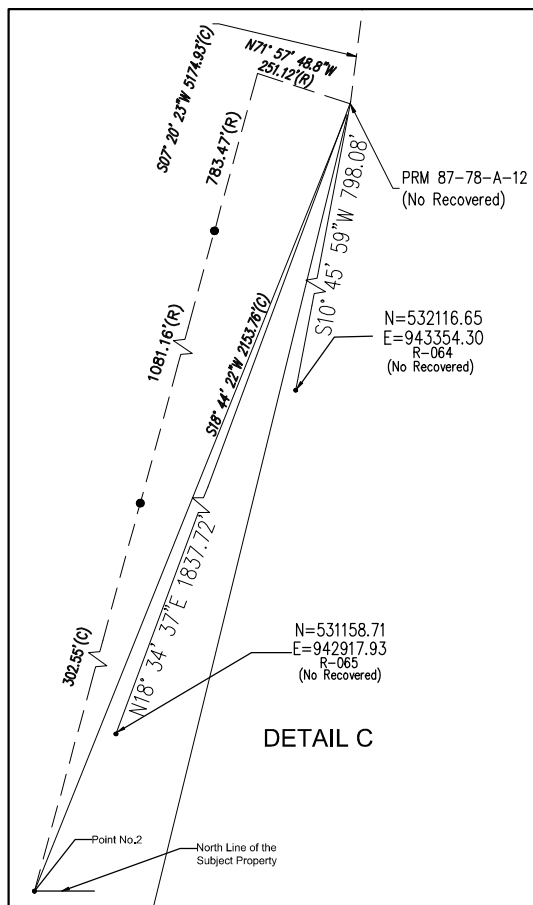 N71° 57' 48.8"W
251.12'(R)
S07° 20' 23"W 5174.93'(C)
783.47'(R)
PRM 87-78-A-12
(No Recovered)
S10° 45' 59"W 798.08'
N=532116.65
E=943354.30
R-064
(No Recovered)
1081.16'(R)
S18° 44' 22"W 2153.76'(C)
N18° 34' 37"E 1837.72'
N=531158.71
E=942917.93
R-065
(No Recovered)
302.55'(C)
DETAIL C
Point No.2
North Line of the
Subject Property